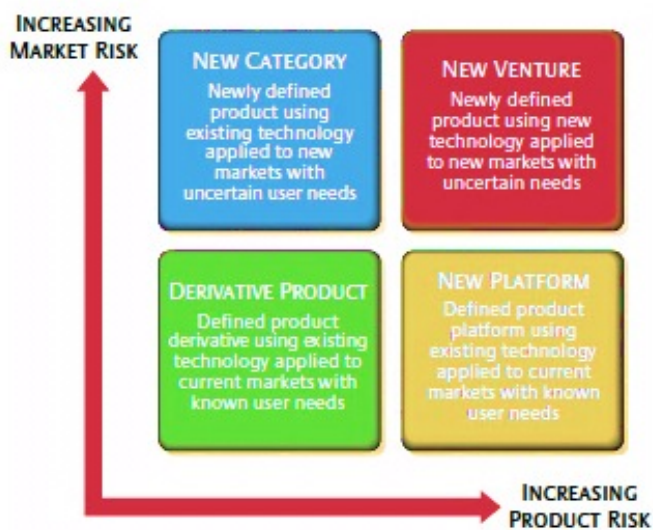 INCREASING
MARKET RISK
NEW CATEGORY
Newly defined
product using
existing technology
applied to new
markets with
uncertain user needs
NEW VENTURE
Newly defined
product using new
technology applied
to new markets with
uncertain needs
DERIVATIVE PRODUCT
Defined product
derivative using existing
technology applied to
current markets with
known user needs
NEW PLATFORM
Defined product
platform using
existing technology
applied to current
markets with known
user needs
INCREASING
PRODUCT RISK